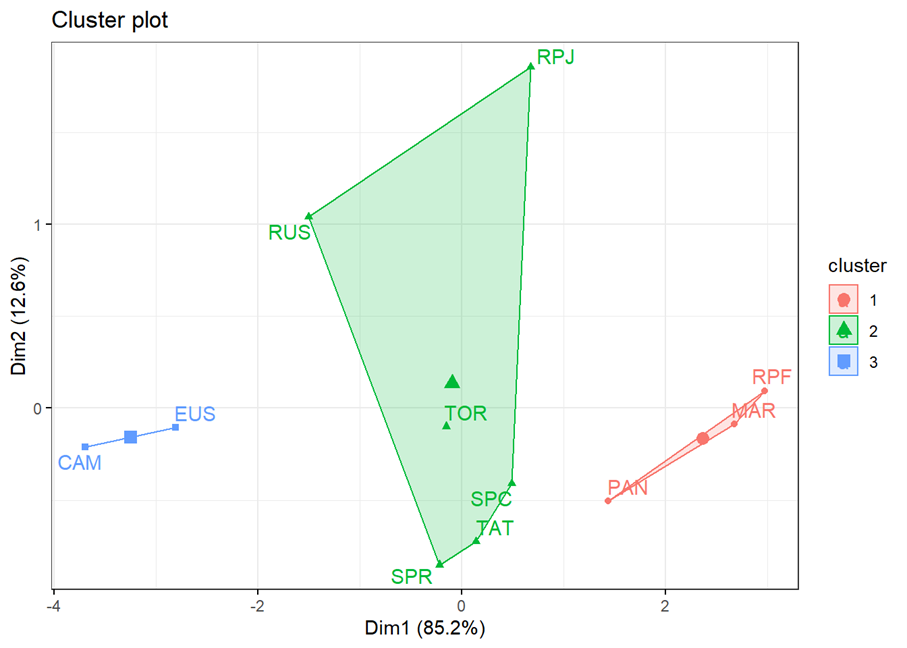 Cluster plot
RPJ
RUS
cluster
1
1
2
3
Dim2 (12.6%)
RPF
MAR
EUS
TOR
0
CAM
PAN
SPC
TAT
SPR
-4
-2
0
2
Dim1 (85.2%)